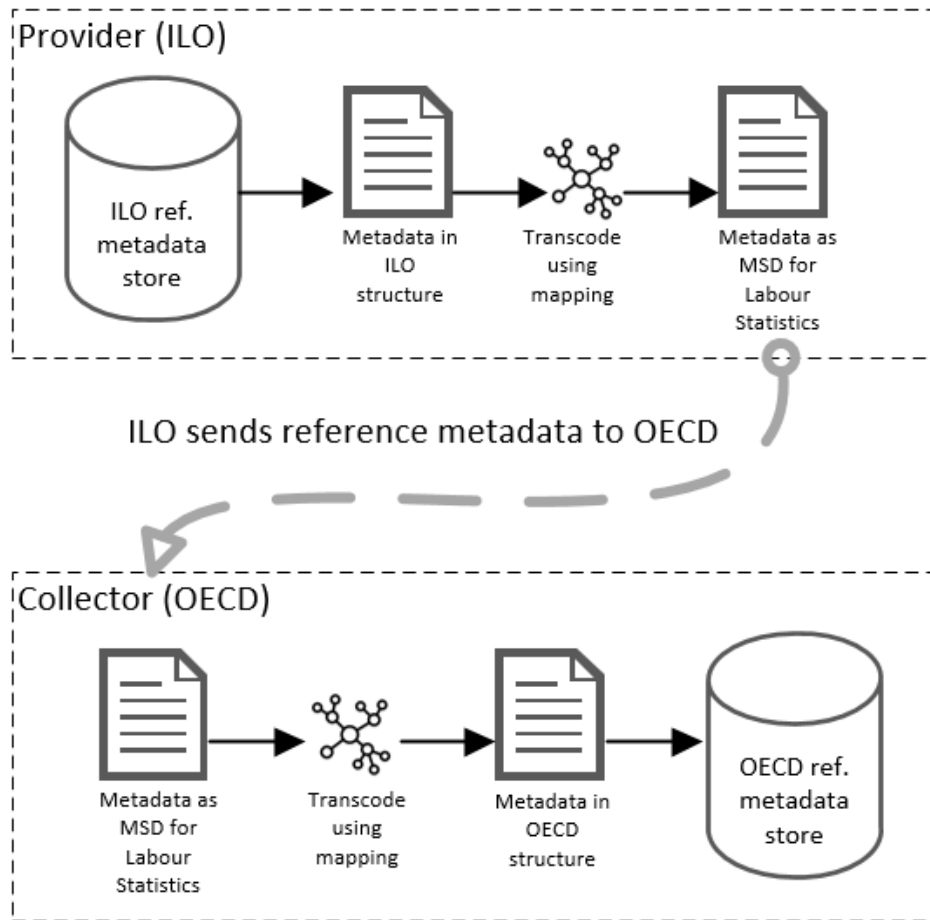 Provider (ILO)
ILO ref.
metadata
store
Metadata in
ILO
structure
Transcode
using
mapping
Metadata as
MSD for
Labour
Statistics
ILO sends reference metadata to OECD
Collector (OECD)
Metadata as
MSD for
Labour
Statistics
Transcode
using
mapping
Metadata in
OECD
structure
OECD ref.
metadata
store